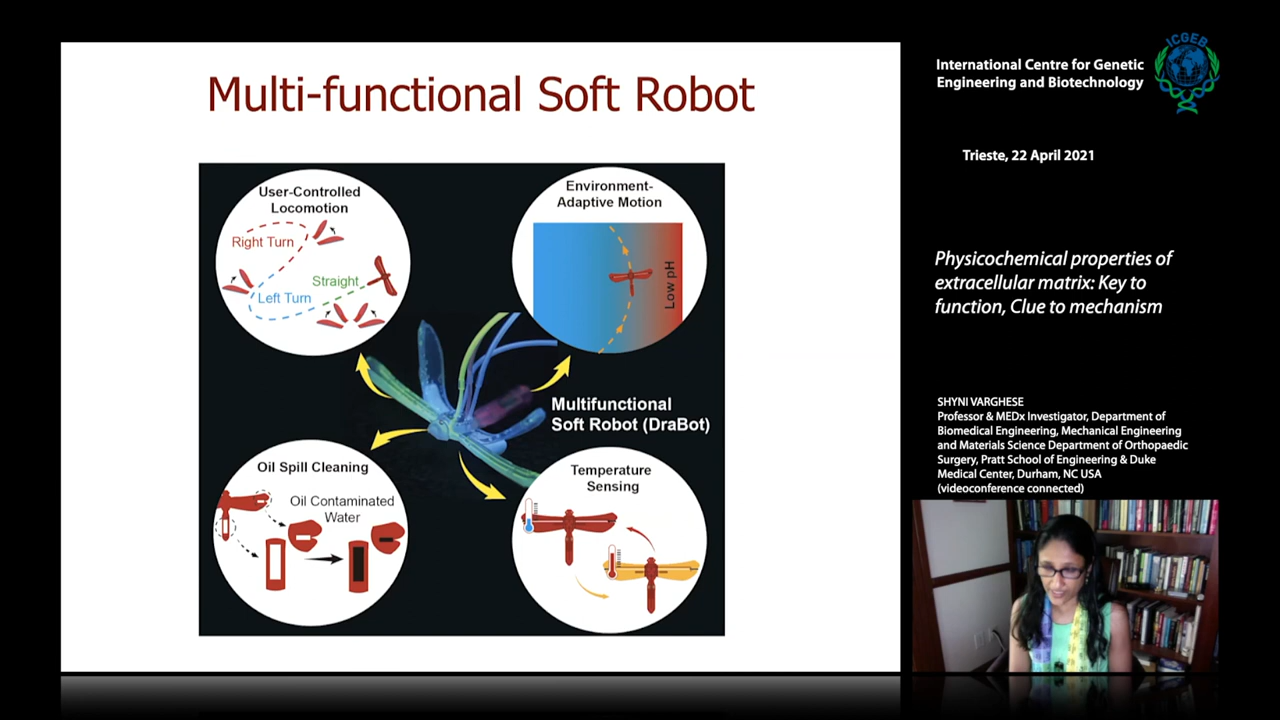 Multi-functional Soft Robot
User-Controlled
Locomotion
Right Turn
Straight
Left Turn
Environment-
Adaptive Motion
Low pH
Multifunctional
Soft Robot (DraBot)
Oil Spill Cleaning
Oil Contaminated
Water
Temperature
Sensing
International Centre for Genetic
Engineering and Biotechnology
ICGEB
Trieste, 22 April 2021
Physicochemical properties of
extracellular matrix: Key to
function, Clue to mechanism
SHYNI VARGHESE
Professor & MEDx Investigator, Department of
Biomedical Engineering, Mechanical Engineering
and Materials Science Department of Orthopaedic
Surgery, Pratt School of Engineering & Duke
Medical Center, Durham, NC USA
(videoconference connected)